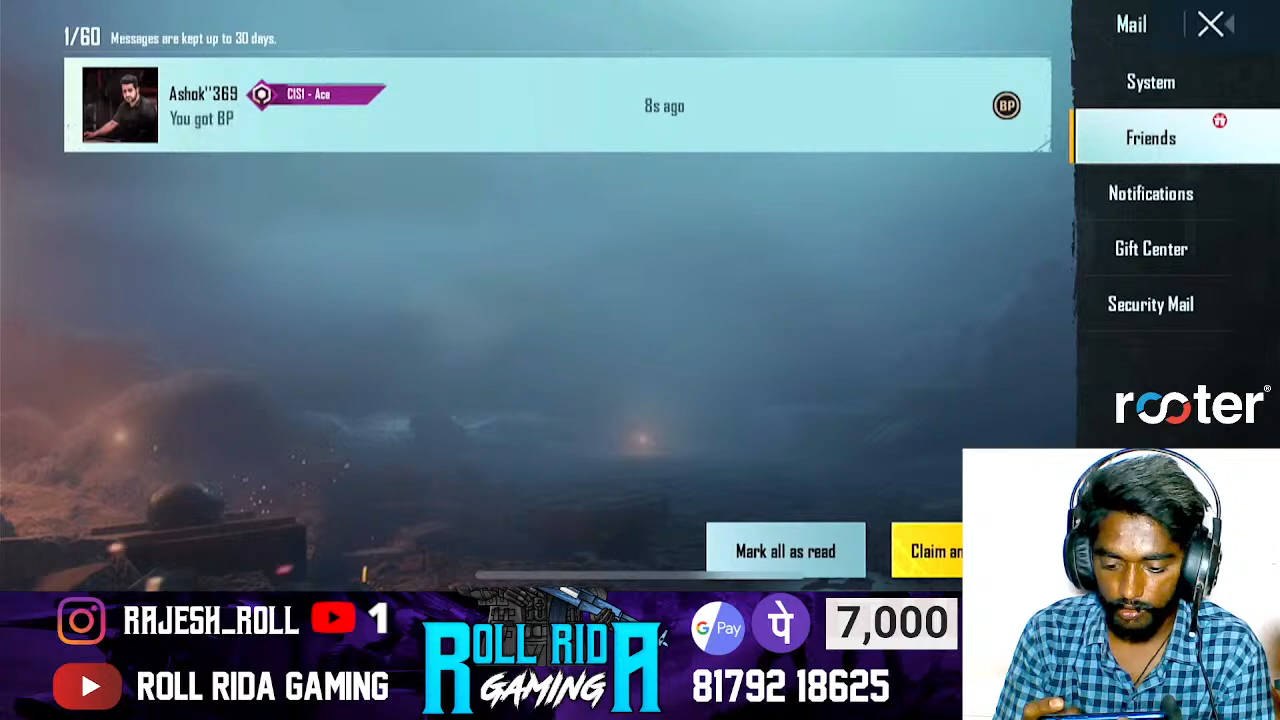 1/60 Messages are kept up to 30 days.
Ashok"369 C1S1 - Ace
You got BP
8s ago
BP
Mail
System
Friends
Notifications
Gift Center
Security Mail
rooter®
Mark all as read
Claim an
RAJESH_ROLL 1
ROLL RIDA GAMING
ROLL RIDA
GAMING
G Pay पे 7,000
81792 18625